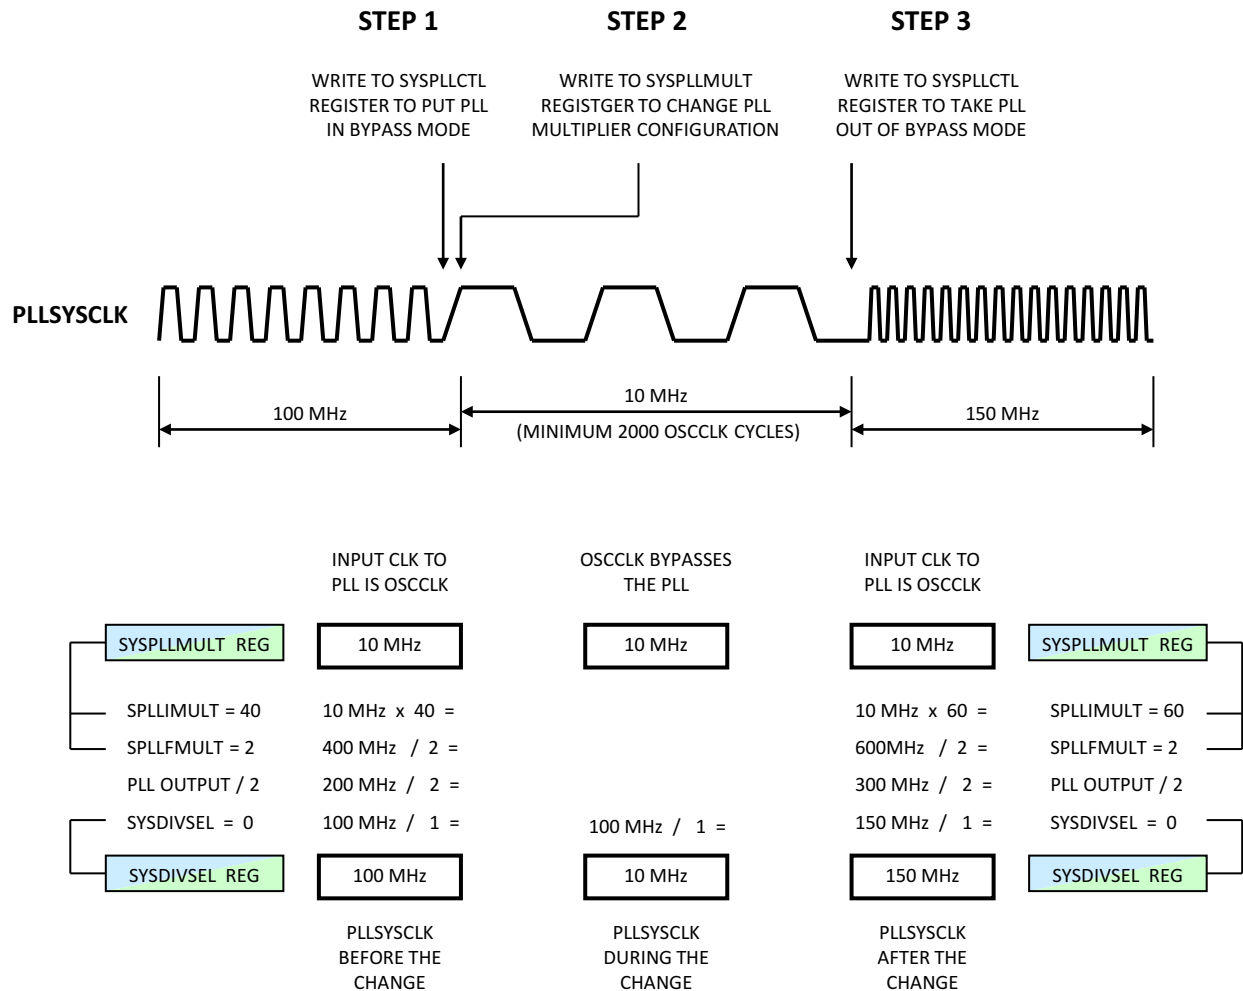 STEP 1
STEP 2
STEP 3
WRITE TO SYSPLLCTL
REGISTER TO PUT PLL
IN BYPASS MODE
WRITE TO SYSPLLMULT
REGISTGER TO CHANGE PLL
MULTIPLIER CONFIGURATION
WRITE TO SYSPLLCTL
REGISTER TO TAKE PLL
OUT OF BYPASS MODE
PLLSYSCLK
100 MHz
10 MHz
(MINIMUM 2000 OSCCLK CYCLES)
150 MHz
INPUT CLK TO
PLL IS OSCCLK
OSCCLK BYPASSES
THE PLL
INPUT CLK TO
PLL IS OSCCLK
SYSPLLMULT REG
10 MHz
10 MHz
10 MHz
SYSPLLMULT REG
SPLLIMULT = 40
10 MHz x 40 =
10 MHz x 60 =
SPLLIMULT = 60
SPLLFMULT = 2
400 MHz / 2 =
600MHz / 2 =
SPLLFMULT = 2
PLL OUTPUT / 2
200 MHz / 2 =
300 MHz / 2 =
PLL OUTPUT / 2
SYSDIVSEL = 0
100 MHz / 1 =
100 MHz / 1 =
150 MHz / 1 =
SYSDIVSEL = 0
SYSDIVSEL REG
100 MHz
10 MHz
150 MHz
SYSDIVSEL REG
PLLSYSCLK
BEFORE THE
CHANGE
PLLSYSCLK
DURING THE
CHANGE
PLLSYSCLK
AFTER THE
CHANGE